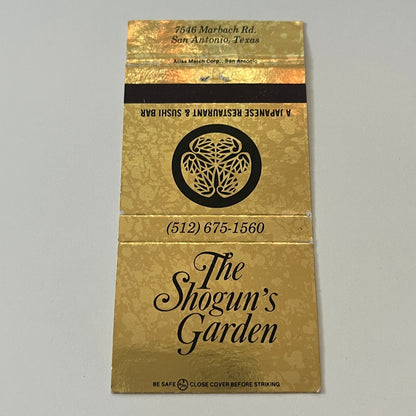 7546 Marbach Rd.
San Antonio, Texas
Atlas Match Corp., San Antonio
A JAPANESE RESTAURANT & SUSHI BAR
(512) 675-1560
The
Shogun's
Garden
BE SAFE CLOSE COVER BEFORE STRIKING